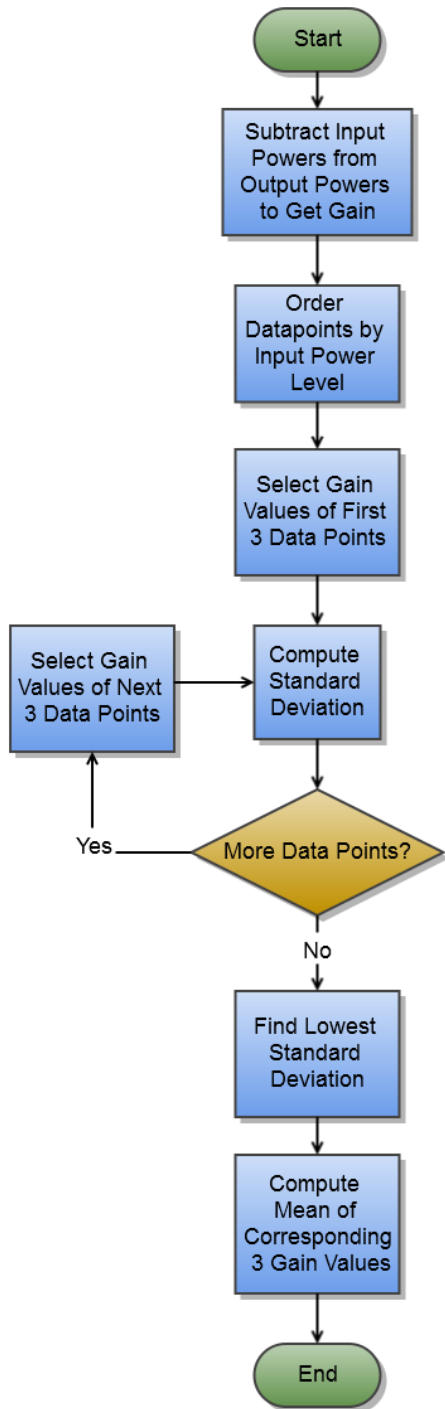 Start
Subtract Input
Powers from
Output Powers
to Get Gain
Order
Datapoints by
Input Power
Level
Select Gain
Values of First
3 Data Points
Select Gain
Values of Next
3 Data Points
Compute
Standard
Deviation
Yes
More Data Points?
No
Find Lowest
Standard
Deviation
Compute
Mean of
Corresponding
3 Gain Values
End